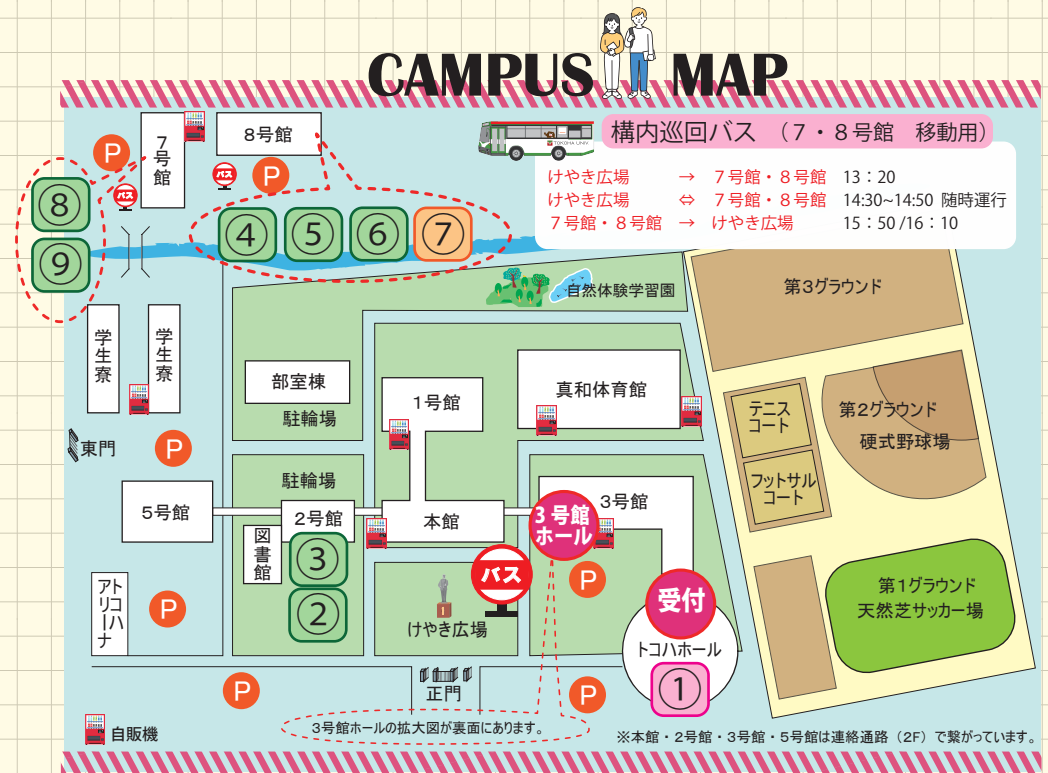 CAMPUS MAP
構内巡回バス （７・８号館　移動用）
TOKOHA UNIV.
けやき広場 → ７号館・８号館 13：20
けやき広場 ⇔ ７号館・８号館 14:30~14:50 随時運行
７号館・８号館 → けやき広場 15：50 /16：10
P
7号館
8号館
バス
バス
P
⑧
⑨
④
⑤
⑥
⑦
自然体験学習園
第3グラウンド
学生寮
学生寮
部室棟
駐輪場
1号館
真和体育館
テニスコート
第2グラウンド
硬式野球場
東門
P
フットサルコート
駐輪場
5号館
2号館
図書館
本館
3号館
3号館ホール
③
②
バス
P
アトリーハナ
P
けやき広場
受付
トコハホール
①
第1グラウンド
天然芝サッカー場
P
正門
P
3号館ホールの拡大図が裏面にあります。
自販機
※本館・2号館・3号館・5号館は連絡通路（2F）で繋がっています。